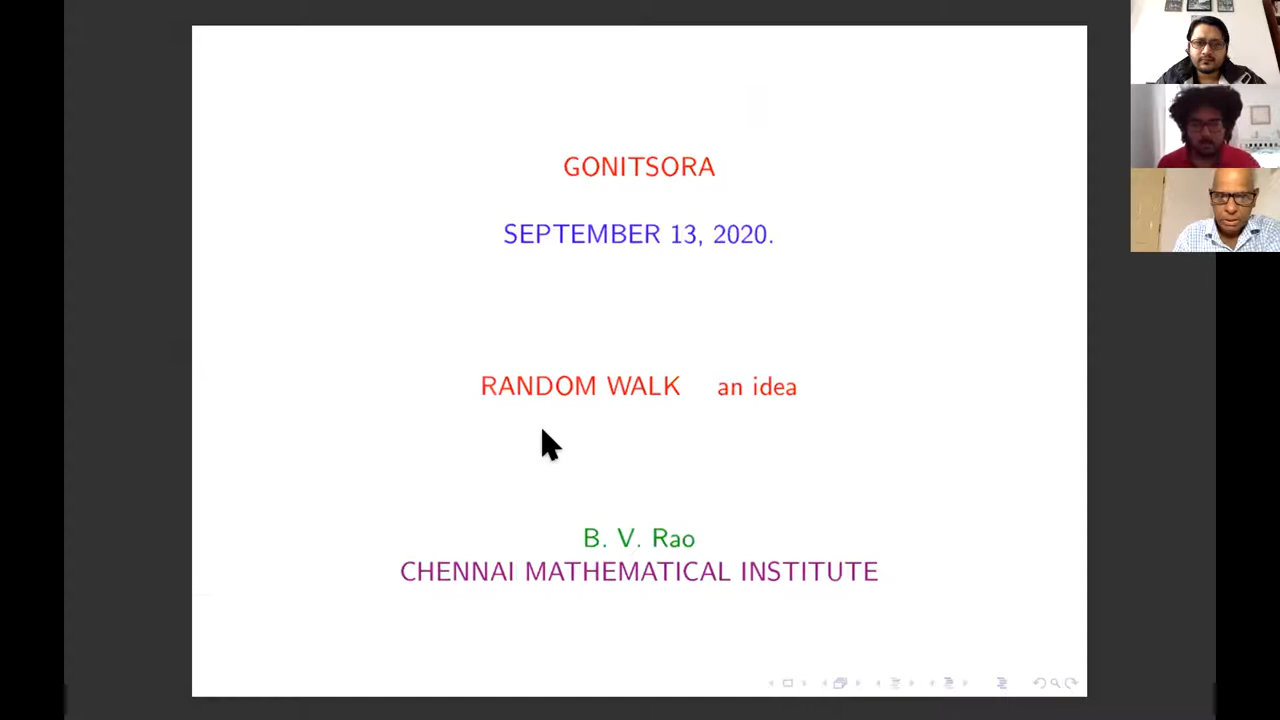 GONITSORA
SEPTEMBER 13, 2020.
RANDOM WALK an idea
B. V. Rao
CHENNAI MATHEMATICAL INSTITUTE